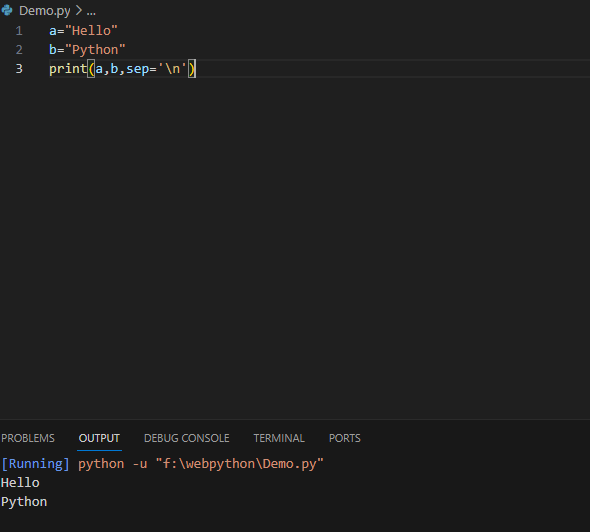 Demo.py > ...
1 a="Hello"
2 b="Python"
3 print(a,b,sep='\n')
PROBLEMS OUTPUT DEBUG CONSOLE TERMINAL PORTS
[Running] python -u "f:\webpython\Demo.py"
Hello
Python